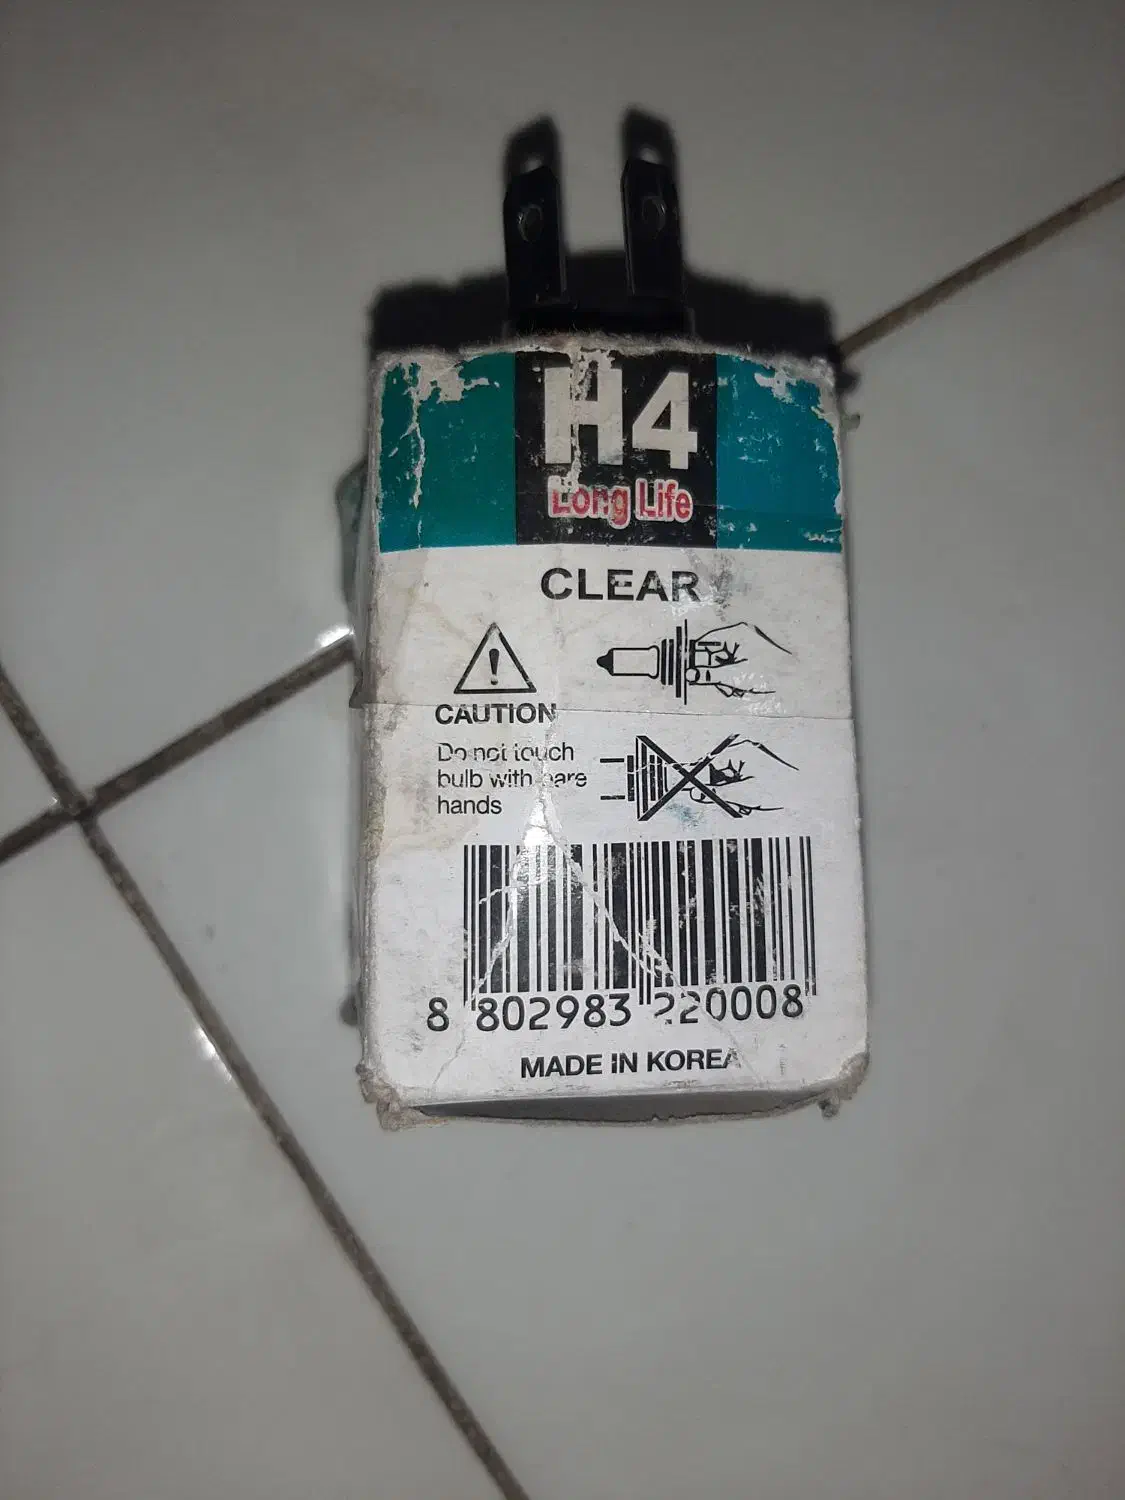 H4
Long Life
CLEAR
CAUTION
Do not touch
bulb with bare
hands
8 802983 220008
MADE IN KOREA